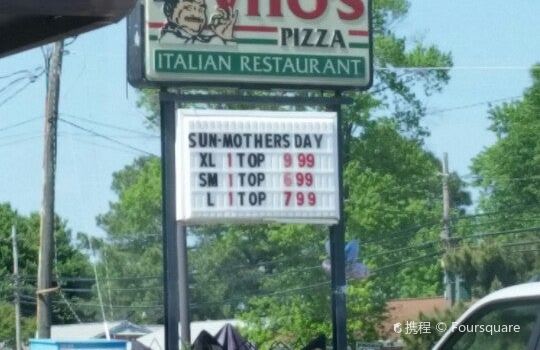 Vito's
PIZZA
ITALIAN RESTAURANT
SUN-MOTHERS DAY
XL 1 TOP 9 99
SM 1 TOP 6 99
L 1 TOP 7 99
携程 © Foursquare